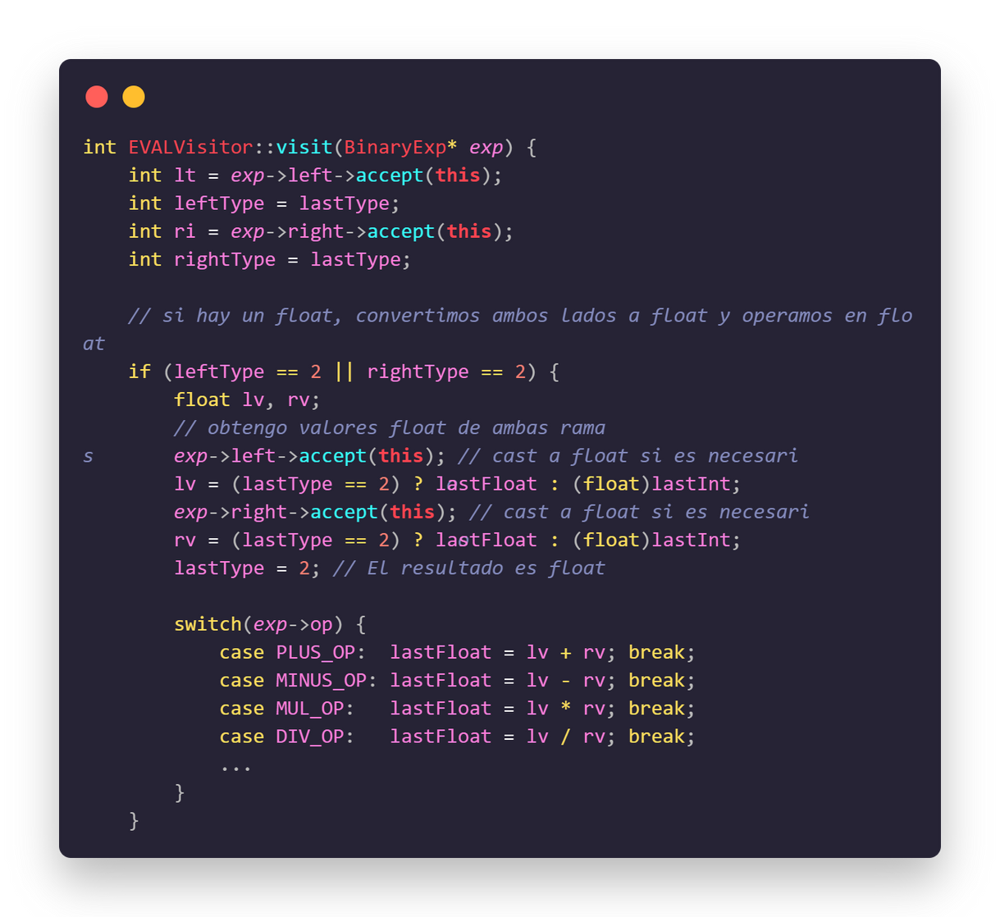 int EVALVisitor::visit(BinaryExp* exp) {
    int lt = exp->left->accept(this);
    int leftType = lastType;
    int ri = exp->right->accept(this);
    int rightType = lastType;

    // si hay un float, convertimos ambos lados a float y operamos en flo
at
    if (leftType == 2 || rightType == 2) {
        float lv, rv;
        // obtengo valores float de ambas rama
s       exp->left->accept(this); // cast a float si es necesari
        lv = (lastType == 2) ? lastFloat : (float)lastInt;
        exp->right->accept(this); // cast a float si es necesari
        rv = (lastType == 2) ? lastFloat : (float)lastInt;
        lastType = 2; // El resultado es float

        switch(exp->op) {
            case PLUS_OP:  lastFloat = lv + rv; break;
            case MINUS_OP: lastFloat = lv - rv; break;
            case MUL_OP:   lastFloat = lv * rv; break;
            case DIV_OP:   lastFloat = lv / rv; break;
            ...
        }
    }